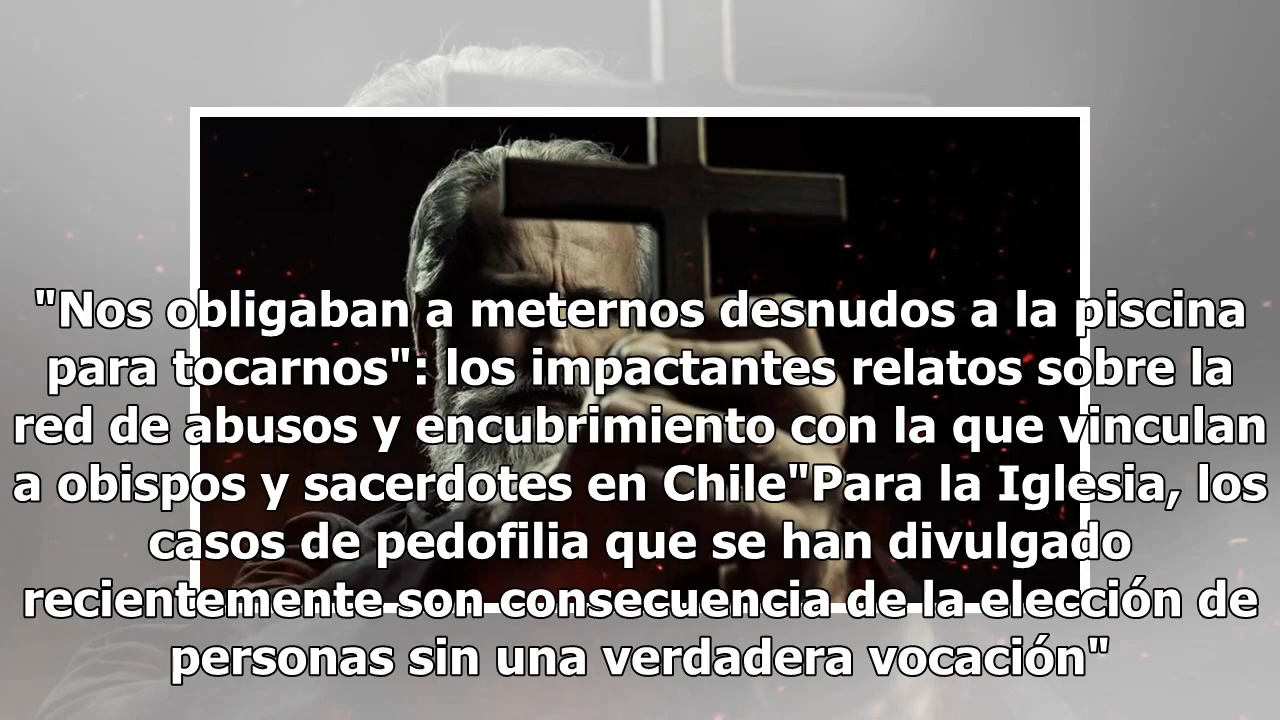 "Nos obligaban a meternos desnudos a la piscina
para tocarnos": los impactantes relatos sobre la
red de abusos y encubrimiento con la que vinculan
a obispos y sacerdotes en Chile"Para la Iglesia, los
casos de pedofilia que se han divulgado
recientemente son consecuencia de la elección de
personas sin una verdadera vocación"